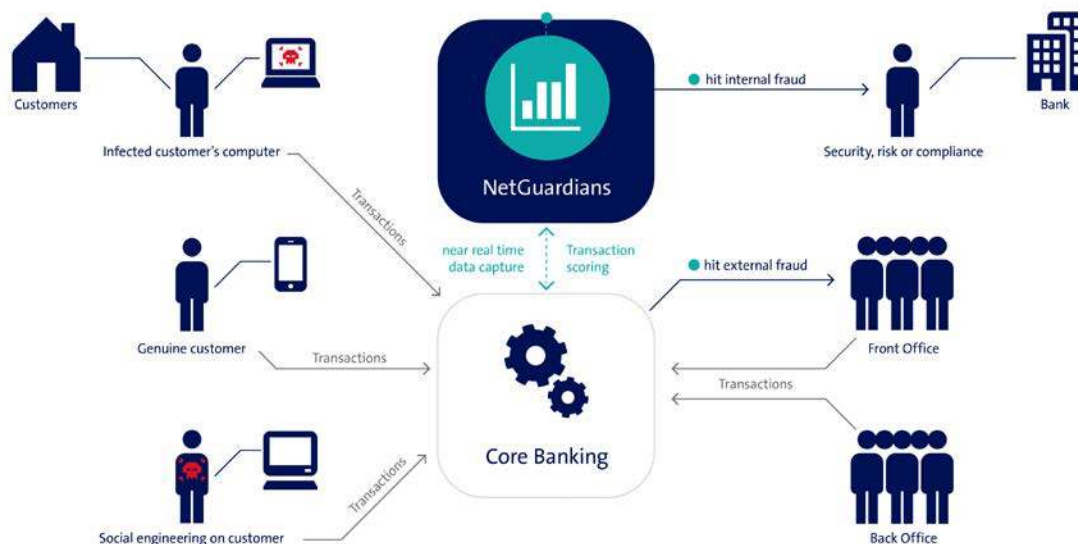 Customers
Infected customer's computer
Transactions
Genuine customer
Transactions
Social engineering on customer
Transactions
NetGuardians
near real time
data capture
Transaction
scoring
Core Banking
hit internal fraud
Security, risk or compliance
Bank
hit external fraud
Front Office
Transactions
Back Office